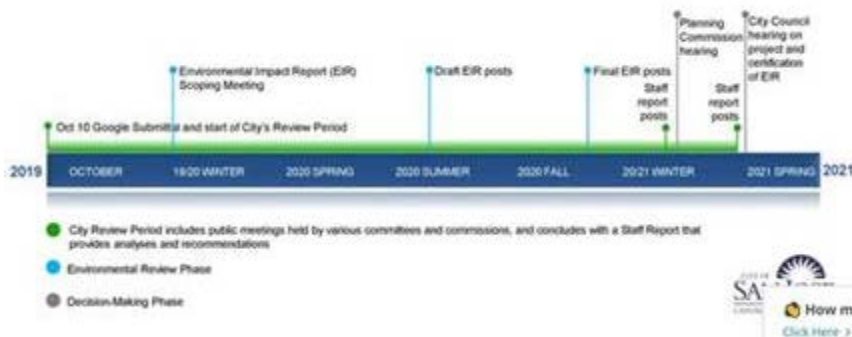 Planning
Commission
hearing
City Council
hearing on
project and
certification
of EIR
Environmental Impact Report (EIR)
Scoping Meeting
Draft EIR posts
Final EIR posts
Staff
report
posts
Staff
report
posts
Oct 10 Google Submittal and start of City's Review Period
2019
OCTOBER
19/20 WINTER
2020 SPRING
2020 SUMMER
2020 FALL
20/21 WINTER
2021 SPRING
2021
City Review Period includes public meetings held by various committees and commissions, and concludes with a Staff Report that
provides analyses and recommendations
Environmental Review Phase
Decision-Making Phase
CITY OF
How m
Click Here >